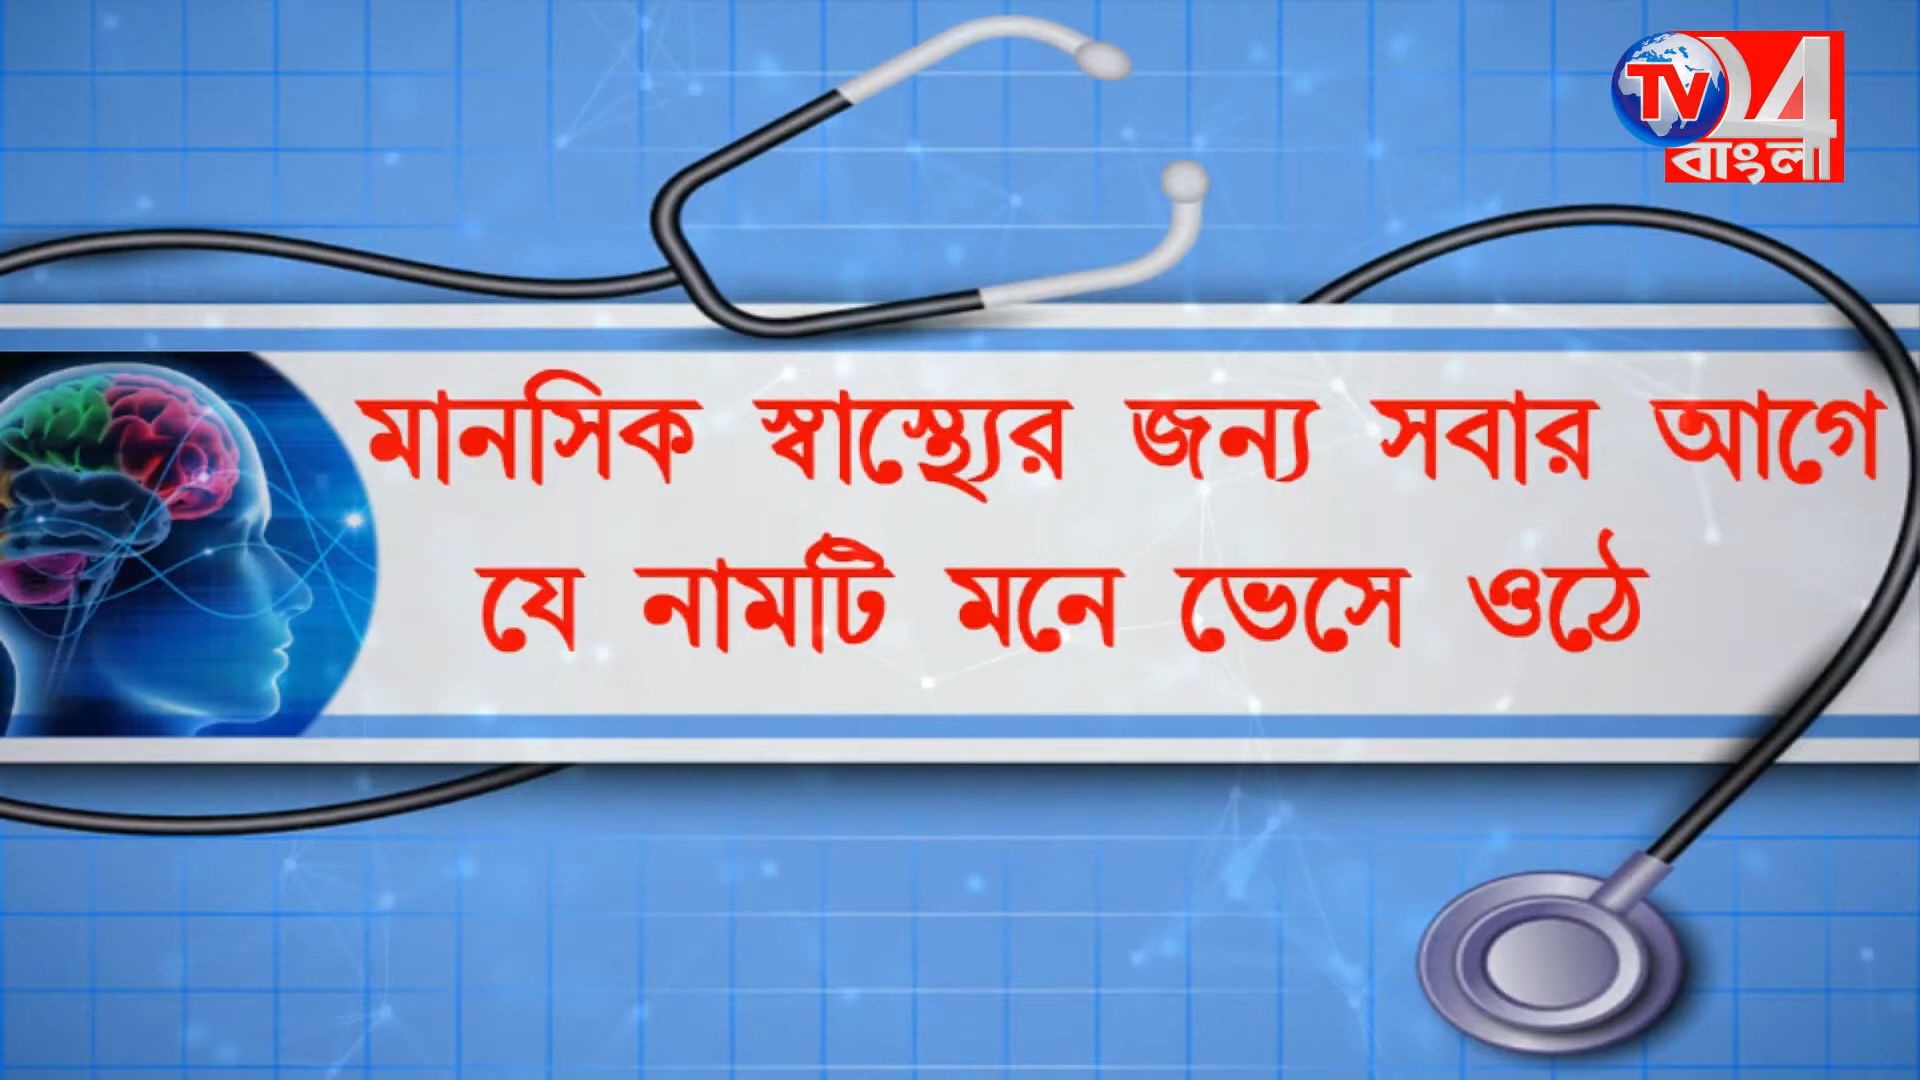 TV 24
বাংলা
মানসিক স্বাস্থ্যের জন্য সবার আগে
যে নামটি মনে ভেসে ওঠে